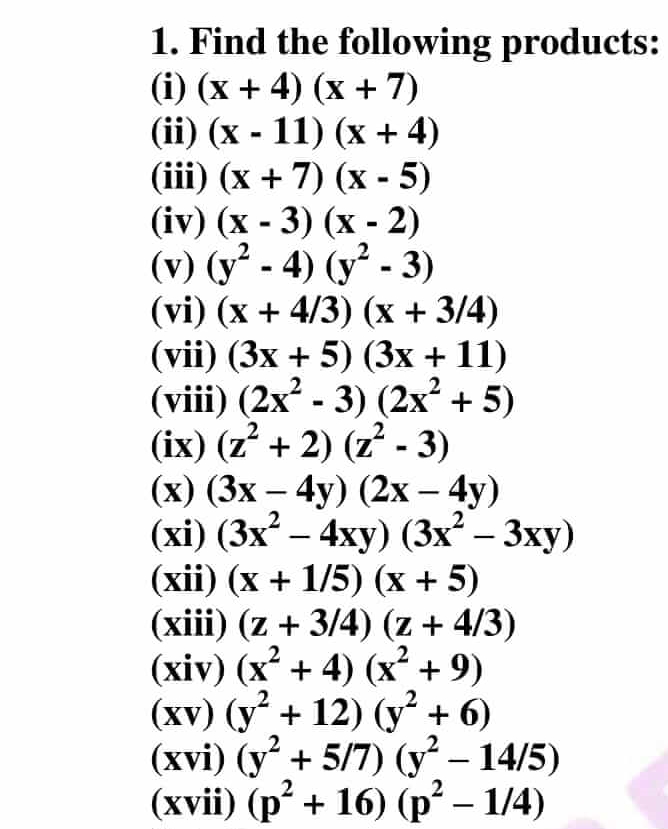 1. Find the following products:
(i) (x + 4) (x + 7)
(ii) (x - 11) (x + 4)
(iii) (x + 7) (x - 5)
(iv) (x - 3) (x - 2)
(v) (y² - 4) (y² - 3)
(vi) (x + 4/3) (x + 3/4)
(vii) (3x + 5) (3x + 11)
(viii) (2x² - 3) (2x² + 5)
(ix) (z² + 2) (z² - 3)
(x) (3x – 4y) (2x – 4y)
(xi) (3x² – 4xy) (3x² – 3xy)
(xii) (x + 1/5) (x + 5)
(xiii) (z + 3/4) (z + 4/3)
(xiv) (x² + 4) (x² + 9)
(xv) (y² + 12) (y² + 6)
(xvi) (y² + 5/7) (y² – 14/5)
(xvii) (p² + 16) (p² – 1/4)